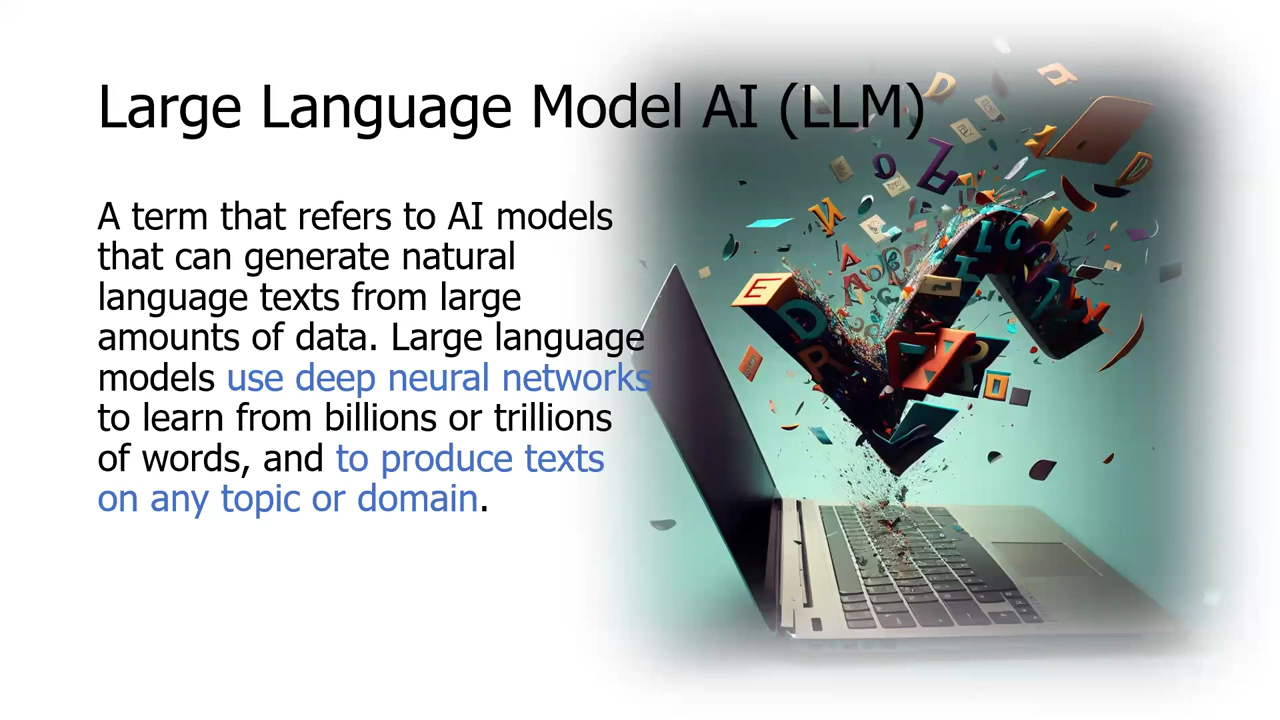 Large Language Model AI (LLM)
A term that refers to AI models
that can generate natural
language texts from large
amounts of data. Large language
models use deep neural networks
to learn from billions or trillions
of words, and to produce texts
on any topic or domain.